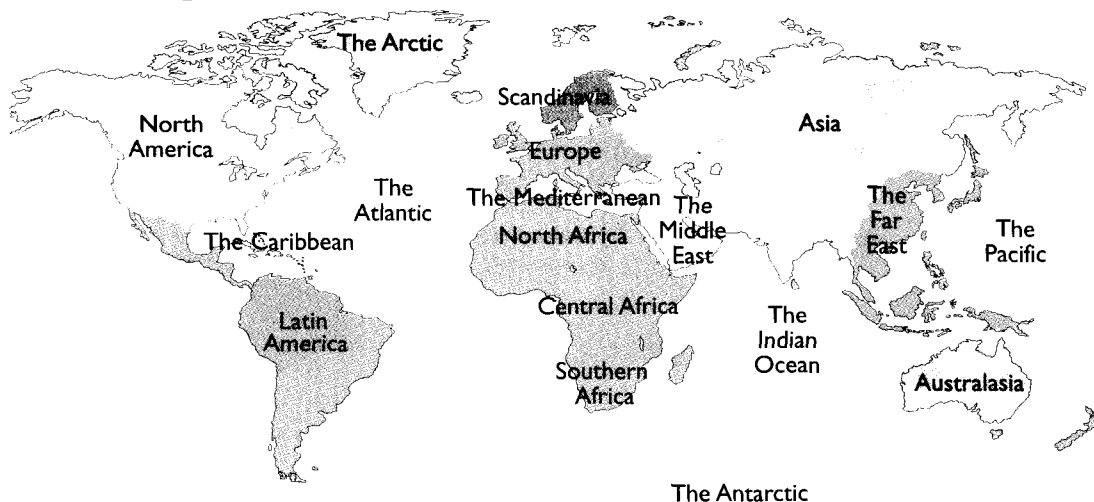 The Arctic
Scandinavia
North
America
Asia
Europe
The
Atlantic
The Mediterranean
The
Middle
East
The
Far
East
The
Pacific
The Caribbean
North Africa
Central Africa
Latin
America
The
Indian
Ocean
Southern
Africa
Australasia
The Antarctic